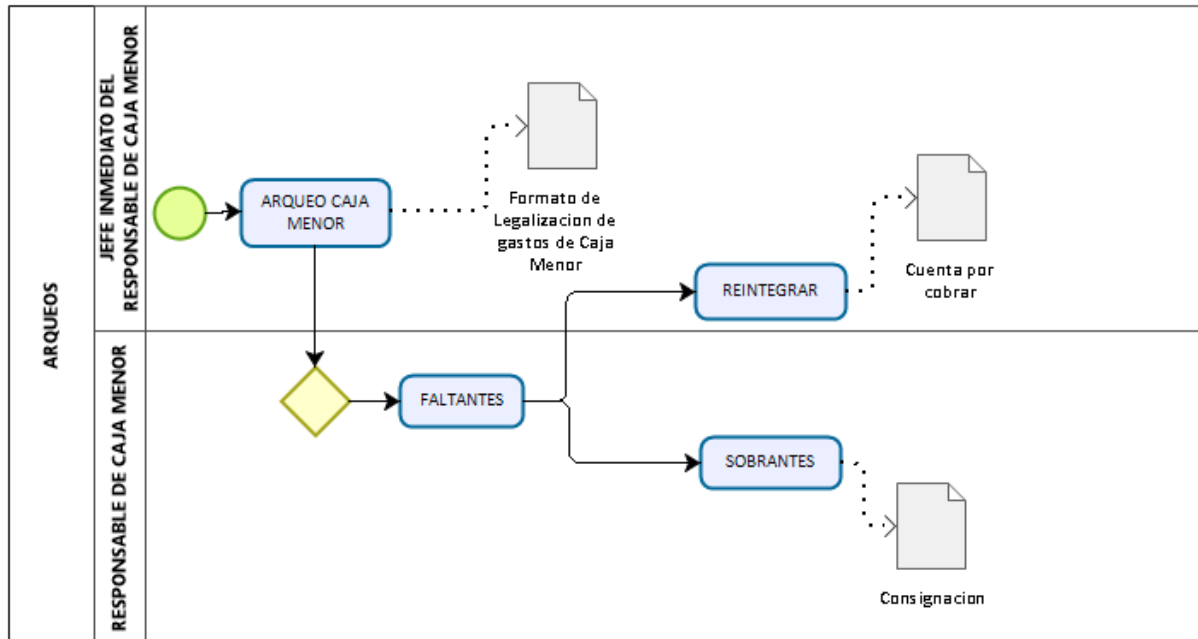 ARQUEOS
JEFE INMEDIATO DEL
RESPONSABLE DE CAJA MENOR
ARQUEO CAJA
MENOR
Formato de
Legalizacion de
gastos de Caja
Menor
REINTEGRAR
Cuenta por
cobrar
RESPONSABLE DE CAJA MENOR
FALTANTES
SOBRANTES
Consignacion